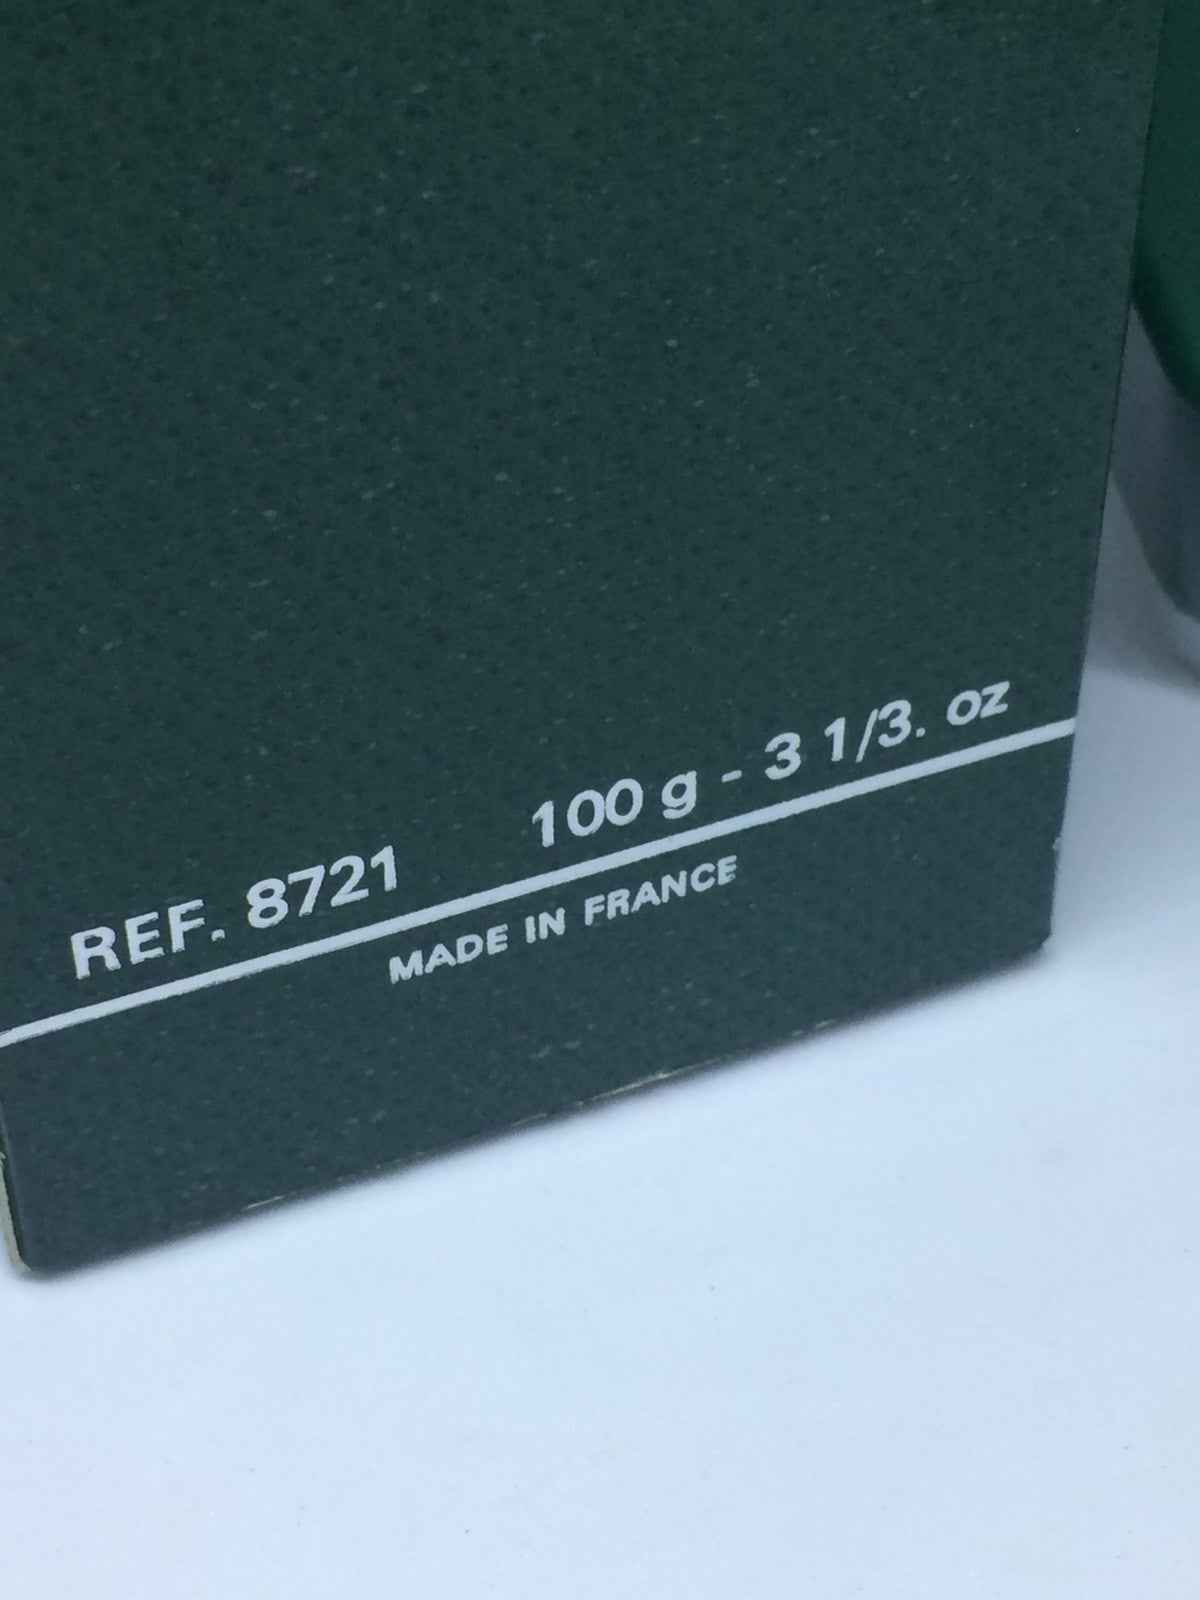 REF. 8721 100 g - 3 1/3. oz
MADE IN FRANCE